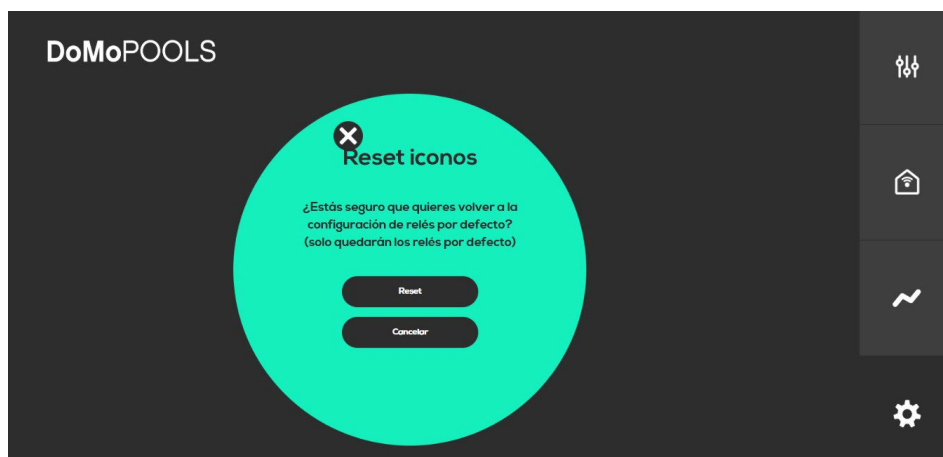 DoMoPOOLS
Reset iconos
¿Estás seguro que quieres volver a la
configuración de relés por defecto?
(solo quedarán los relés por defecto)
Reset
Cancelar